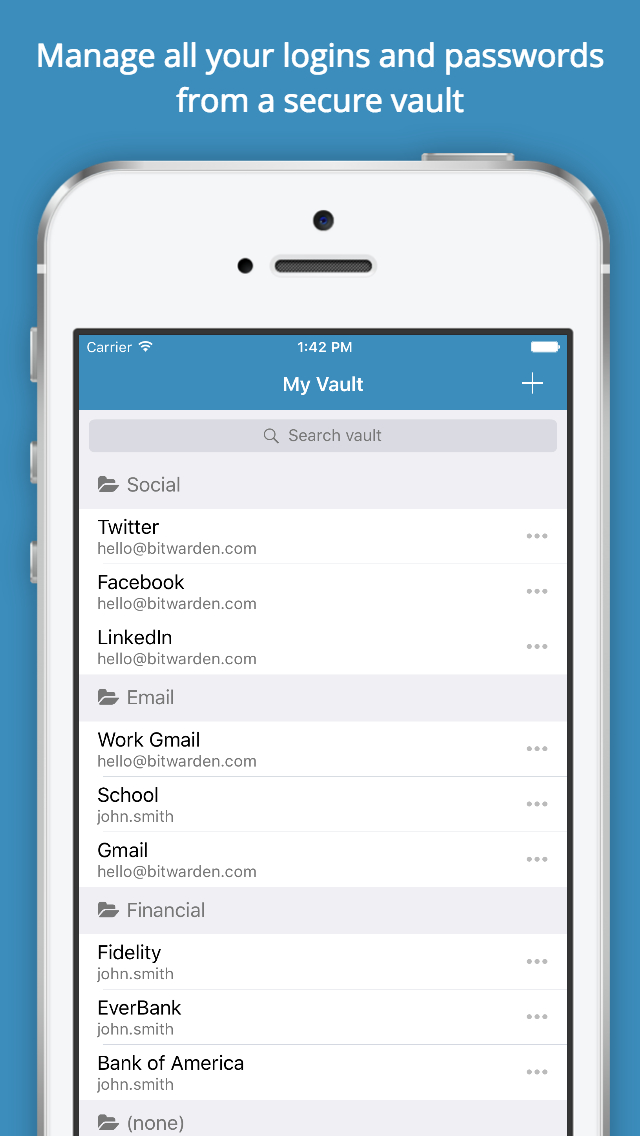 Manage all your logins and passwords
from a secure vault
Carrier 1:42 PM
My Vault
Search vault
Social
Twitter
hello@bitwarden.com
Facebook
hello@bitwarden.com
LinkedIn
hello@bitwarden.com
Email
Work Gmail
hello@bitwarden.com
School
john.smith
Gmail
hello@bitwarden.com
Financial
Fidelity
john.smith
EverBank
john.smith
Bank of America
john.smith
(none)